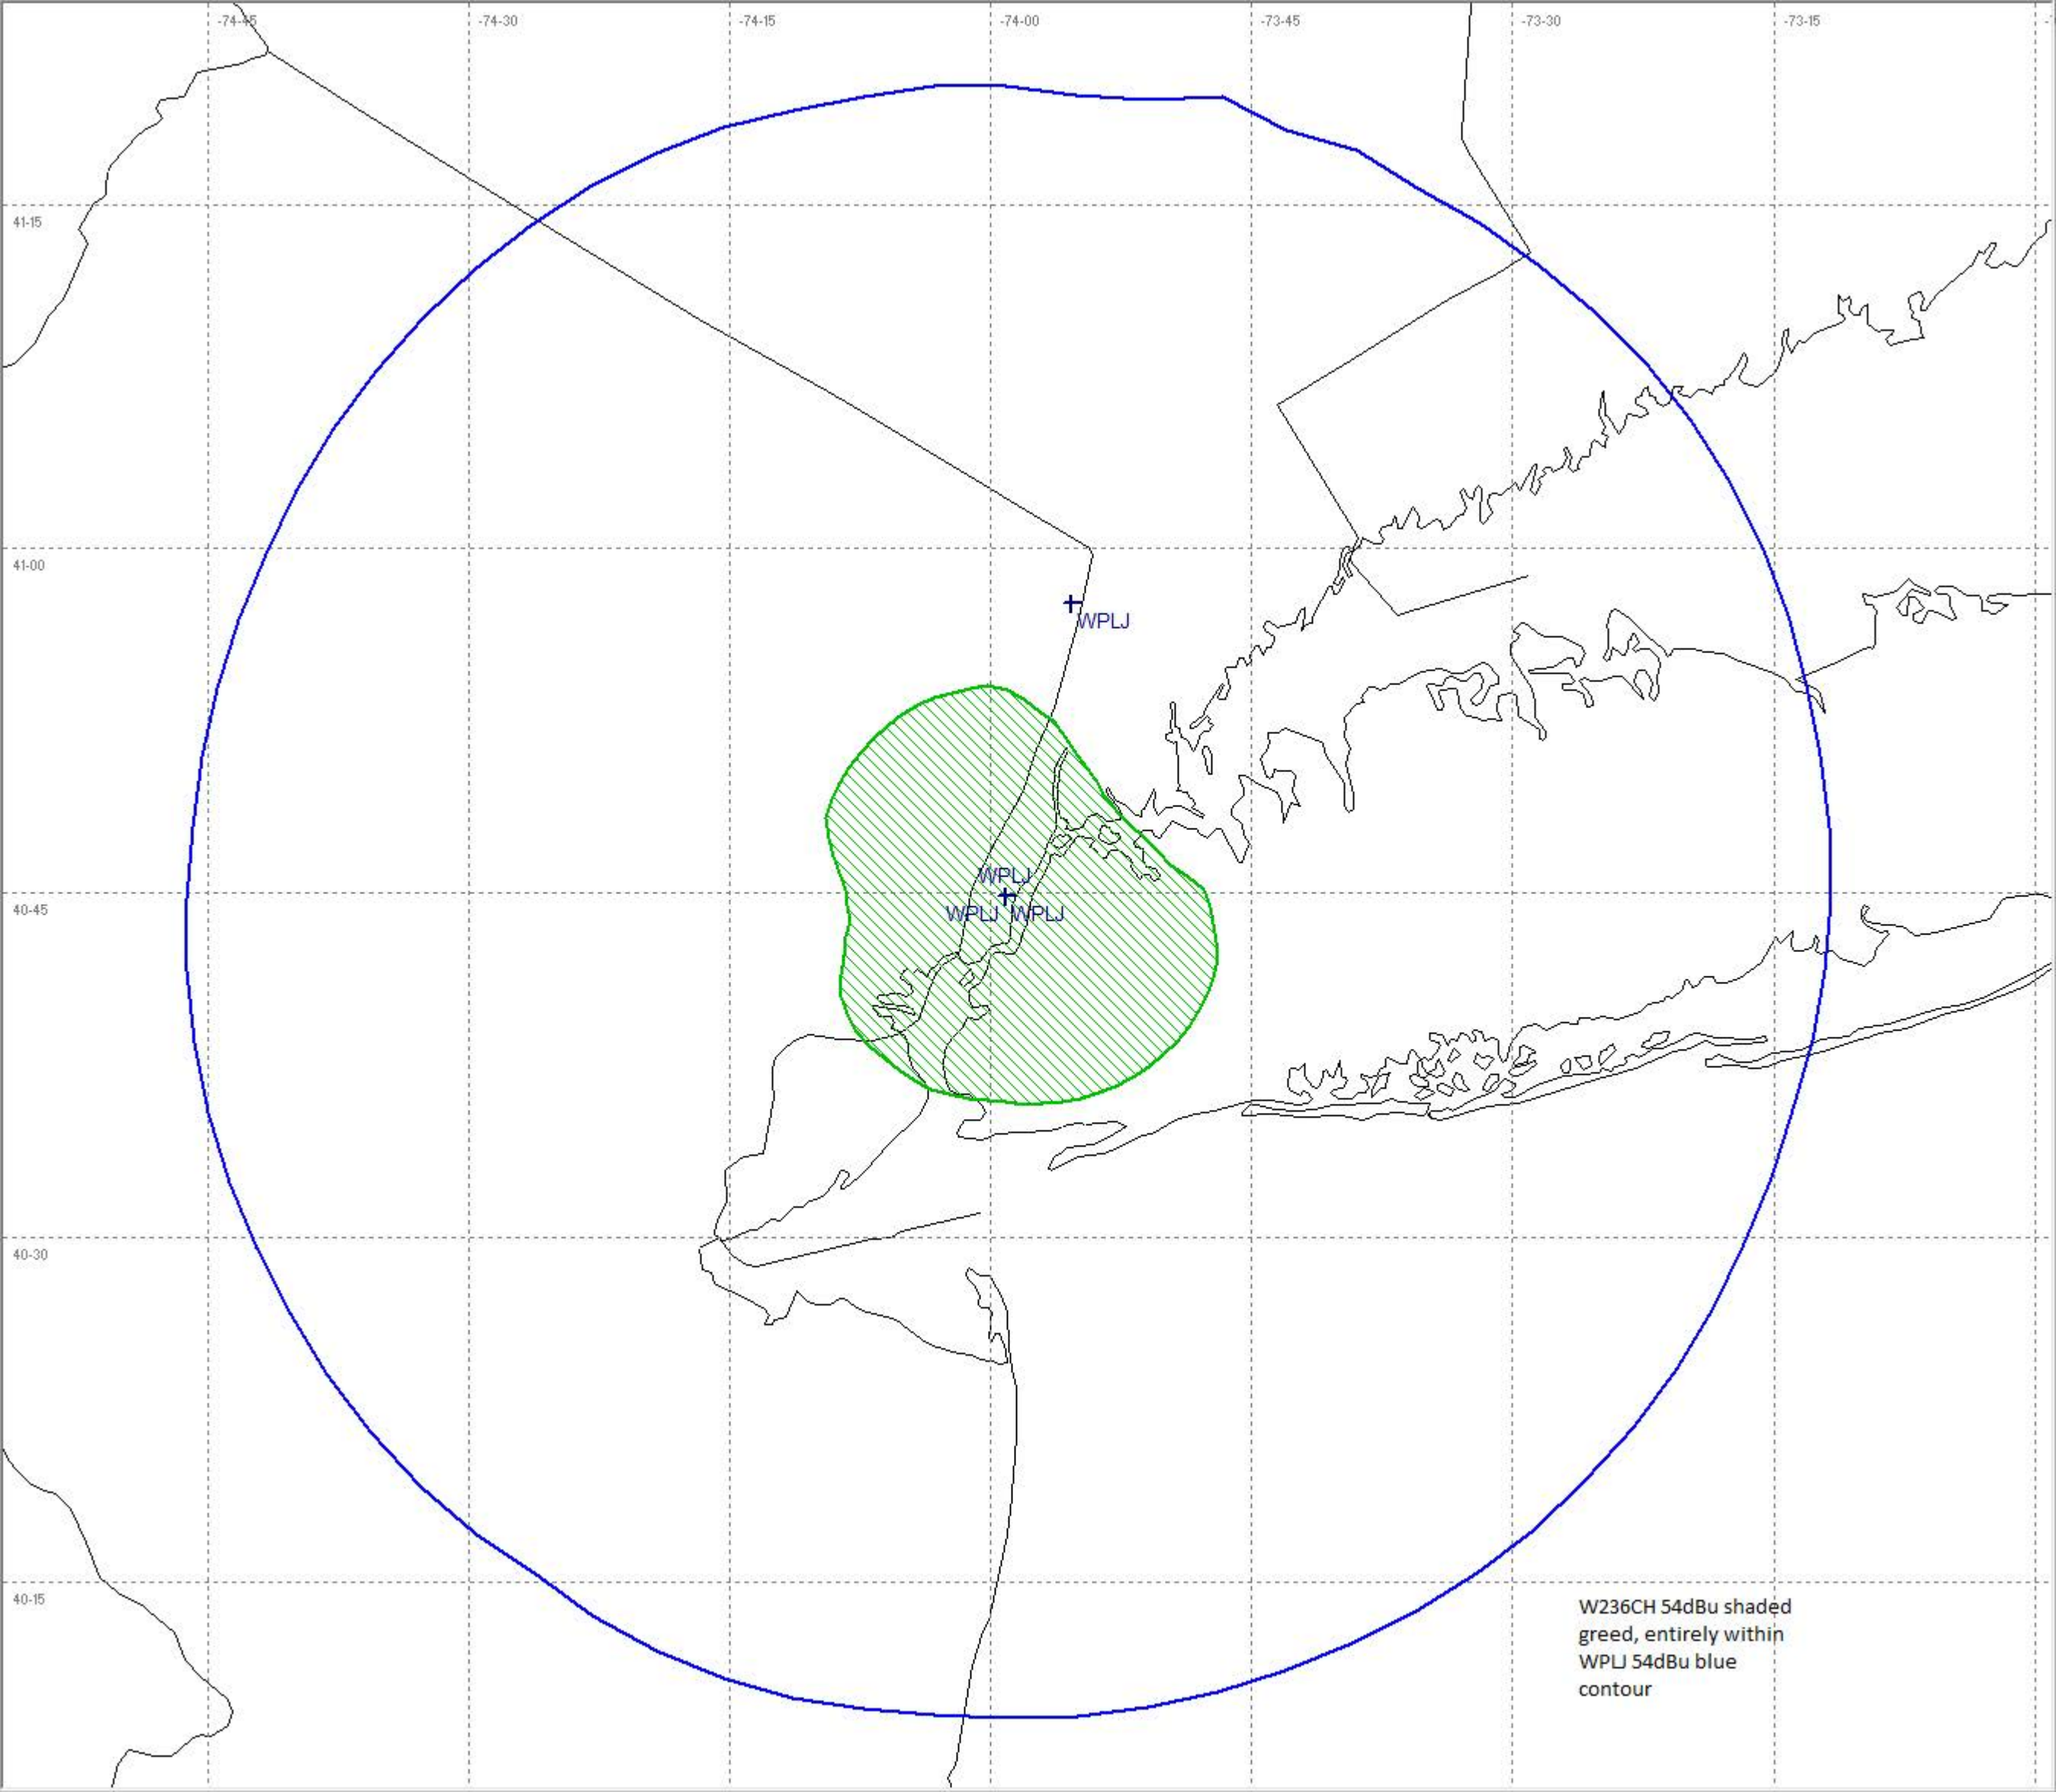 -74-45
-74-30
-74-15
-74-00
-73-45
-73-30
-73-15
41-15
41-00
WPLJ
WPLJ
40-45
WPLJ
WPLJ
40-30
40-15
W236CH 54dBu shaded
greed, entirely within
WPLJ 54dBu blue
contour